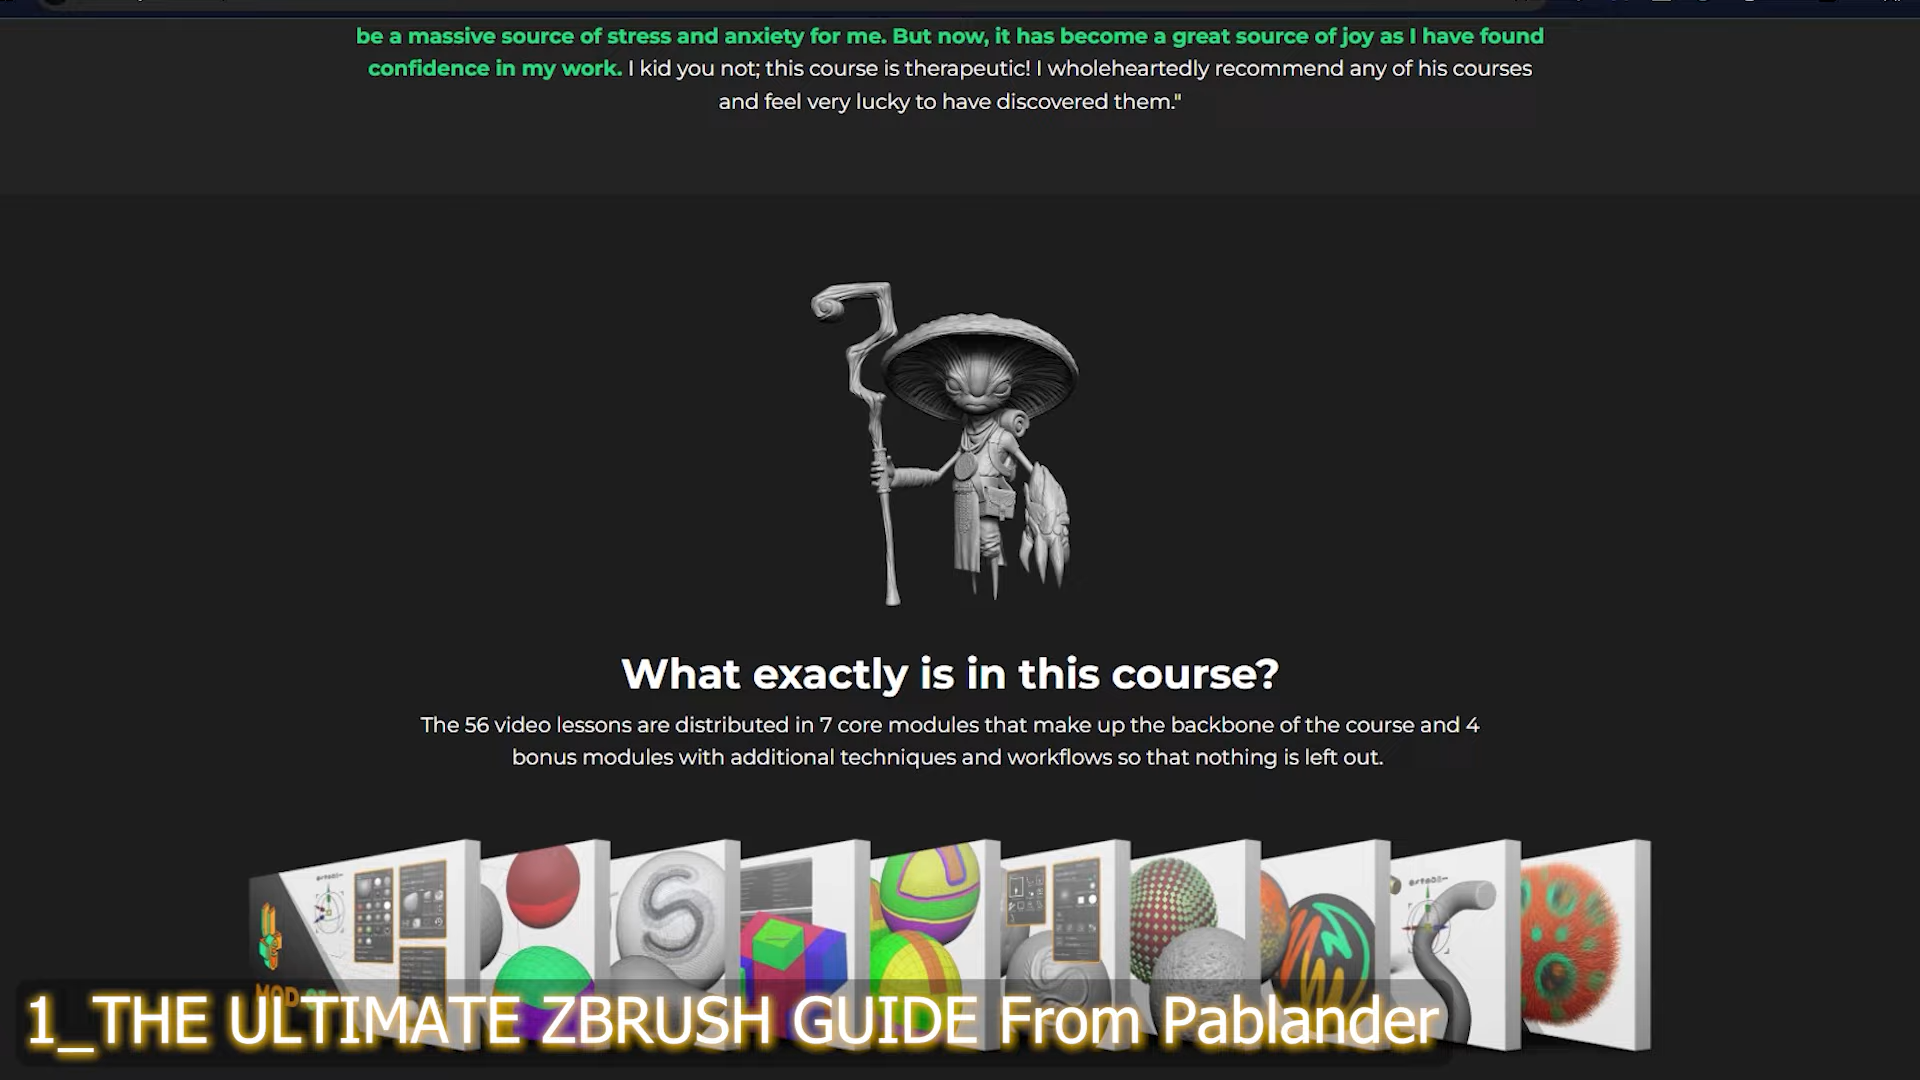 be a massive source of stress and anxiety for me. But now, it has become a great source of joy as I have found
confidence in my work. I kid you not; this course is therapeutic! I wholeheartedly recommend any of his courses
and feel very lucky to have discovered them."
What exactly is in this course?
The 56 video lessons are distributed in 7 core modules that make up the backbone of the course and 4
bonus modules with additional techniques and workflows so that nothing is left out.
1_THE ULTIMATE ZBRUSH GUIDE From Pablander